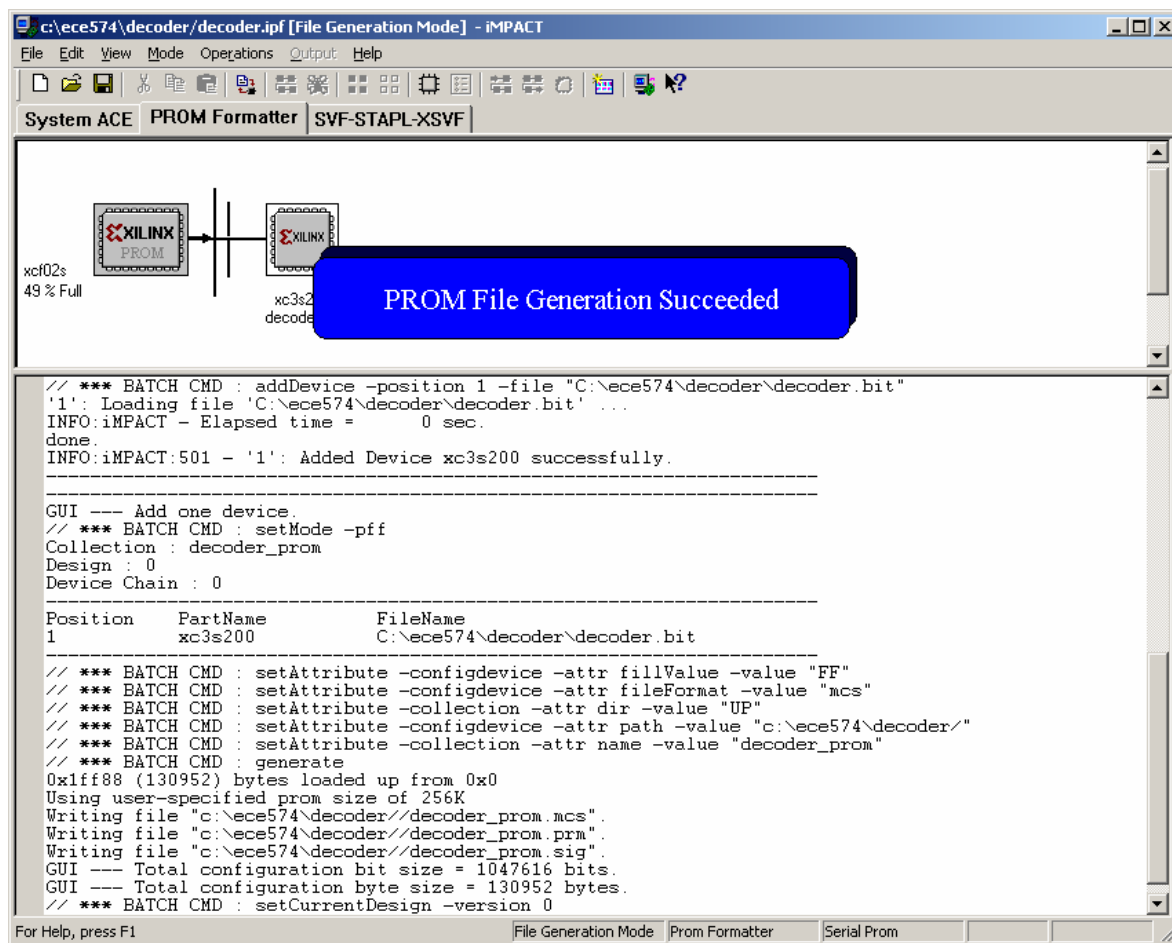 c:\ece574\decoder/decoder.ipf [File Generation Mode] - iMPACT
File Edit View Mode Operations Output Help
System ACE PROM Formatter SVF-STAPL-XSVF
XILINX
PROM
XILINX
xcf02s
49 % Full
PROM File Generation Succeeded
// *** BATCH CMD : addDevice -position 1 -file "C:\ece574\decoder\decoder.bit"
'1': Loading file 'C:\ece574\decoder\decoder.bit' ...
INFO:iMPACT - Elapsed time =      0 sec.
done.
INFO:iMPACT:501 - '1': Added Device xc3s200 successfully.
----------------------------------------------------------------------
----------------------------------------------------------------------
GUI --- Add one device.
// *** BATCH CMD : setMode -pff
Collection : decoder_prom
Design : 0
Device Chain : 0
----------------------------------------------------------------------
Position    PartName          FileName
1           xc3s200           C:\ece574\decoder\decoder.bit
----------------------------------------------------------------------
// *** BATCH CMD : setAttribute -configdevice -attr fillValue -value "FF"
// *** BATCH CMD : setAttribute -configdevice -attr fileFormat -value "mcs"
// *** BATCH CMD : setAttribute -collection -attr dir -value "UP"
// *** BATCH CMD : setAttribute -configdevice -attr path -value "c:\ece574\decoder/"
// *** BATCH CMD : setAttribute -collection -attr name -value "decoder_prom"
// *** BATCH CMD : generate
0x1ff88 (130952) bytes loaded up from 0x0
Using user-specified prom size of 256K
Writing file "c:\ece574\decoder//decoder_prom.mcs".
Writing file "c:\ece574\decoder//decoder_prom.prm".
Writing file "c:\ece574\decoder//decoder_prom.sig".
GUI --- Total configuration bit size = 1047616 bits.
GUI --- Total configuration byte size = 130952 bytes.
// *** BATCH CMD : setCurrentDesign -version 0
For Help, press F1 File Generation Mode Prom Formatter Serial Prom